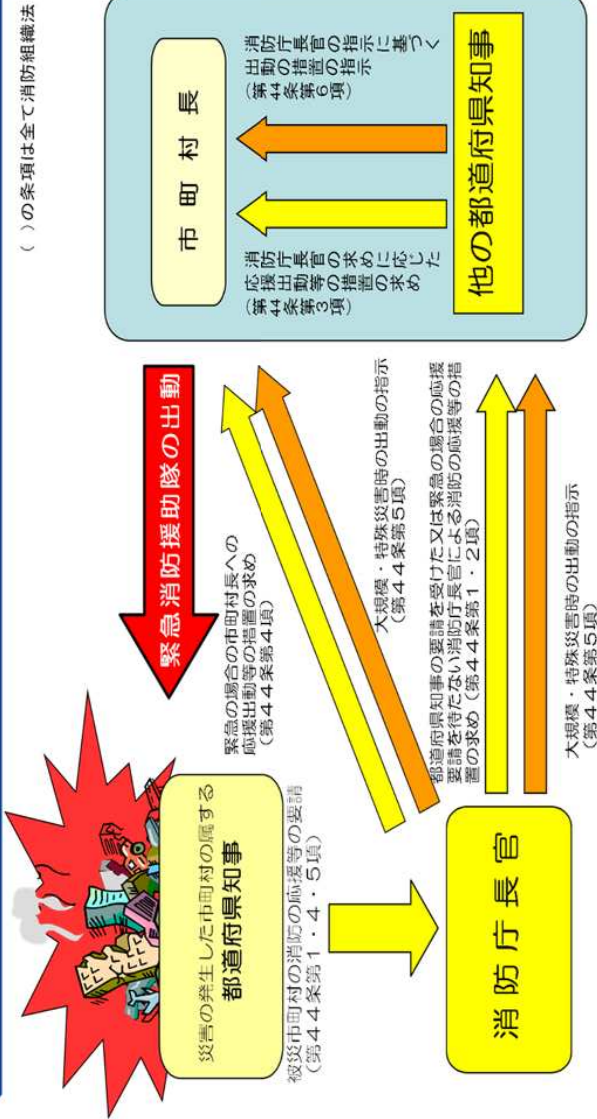 （ ）の条項は全て消防組織法
災害の発生した市町村の属する
都道府県知事
被災市町村の消防の応援等の要請
（第４４条第１・４・５項）
消防庁長官
緊急消防援助隊の出動
緊急の場合の市町村長への
応援出動等の措置の求め
（第４４条第４項）
大規模・特殊災害時の出動の指示
（第４４条第５項）
都道府県知事の要請を受けた又は緊急の場合の応援
要請を待たない消防庁長官による消防の応援等の措
置の求め（第４４条第１・２項）
大規模・特殊災害時の出動の指示
（第４４条第５項）
市町村長
消防庁長官の求めに応じた
応援出動等の措置の求め
（第44条第３項）
消防庁長官の指示に基づく
出動の措置の指示
（第44条第６項）
他の都道府県知事